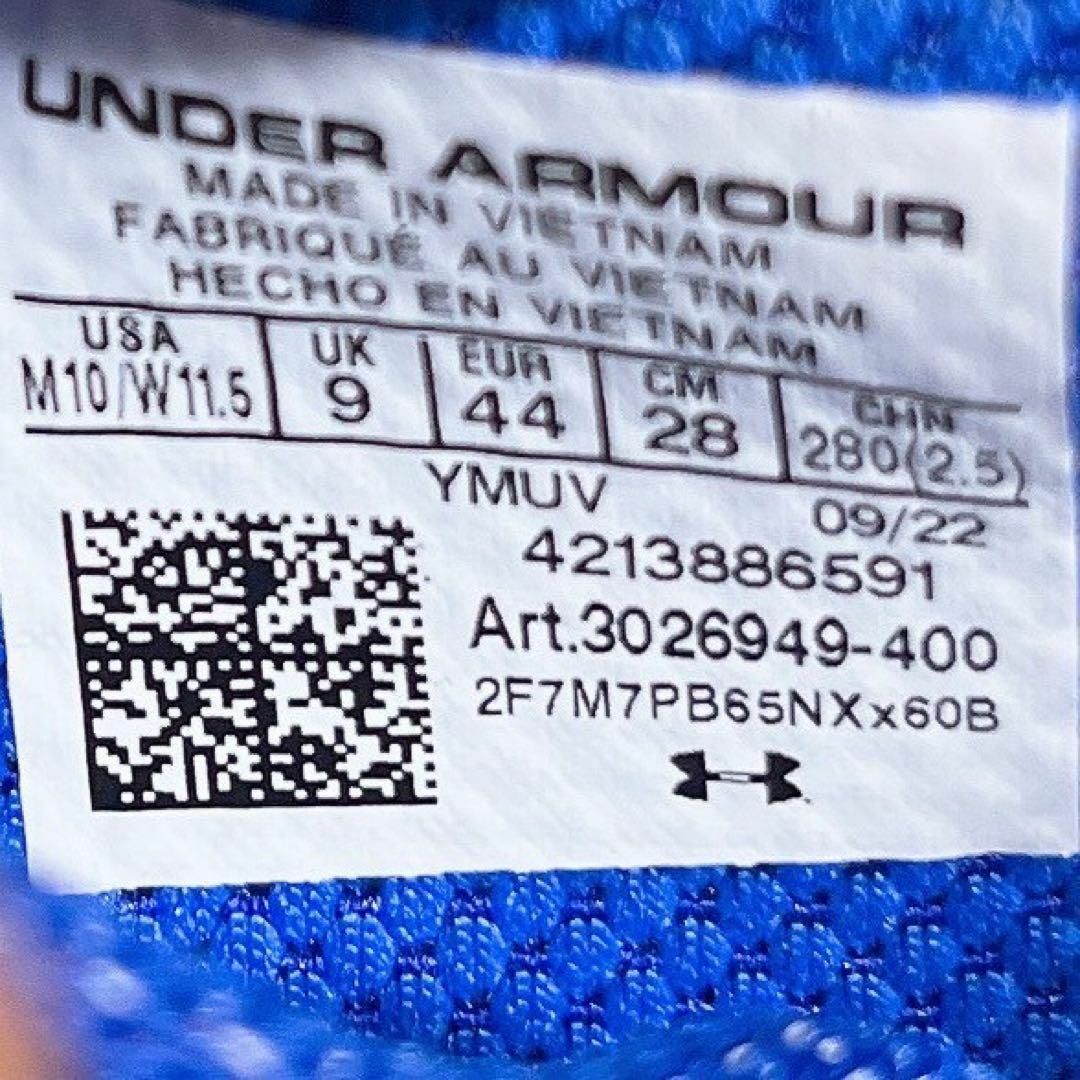 UNDER ARMOUR
MADE IN VIETNAM
FABRIQUÉ AU VIETNAM
HECHO EN VIETNAM
USA UK EUR CM CHN
M10/W11.5 9 44 28 280(2.5)
YMUV
09/22
4213886591
Art.3026949-400
2F7M7PB65NXx60B